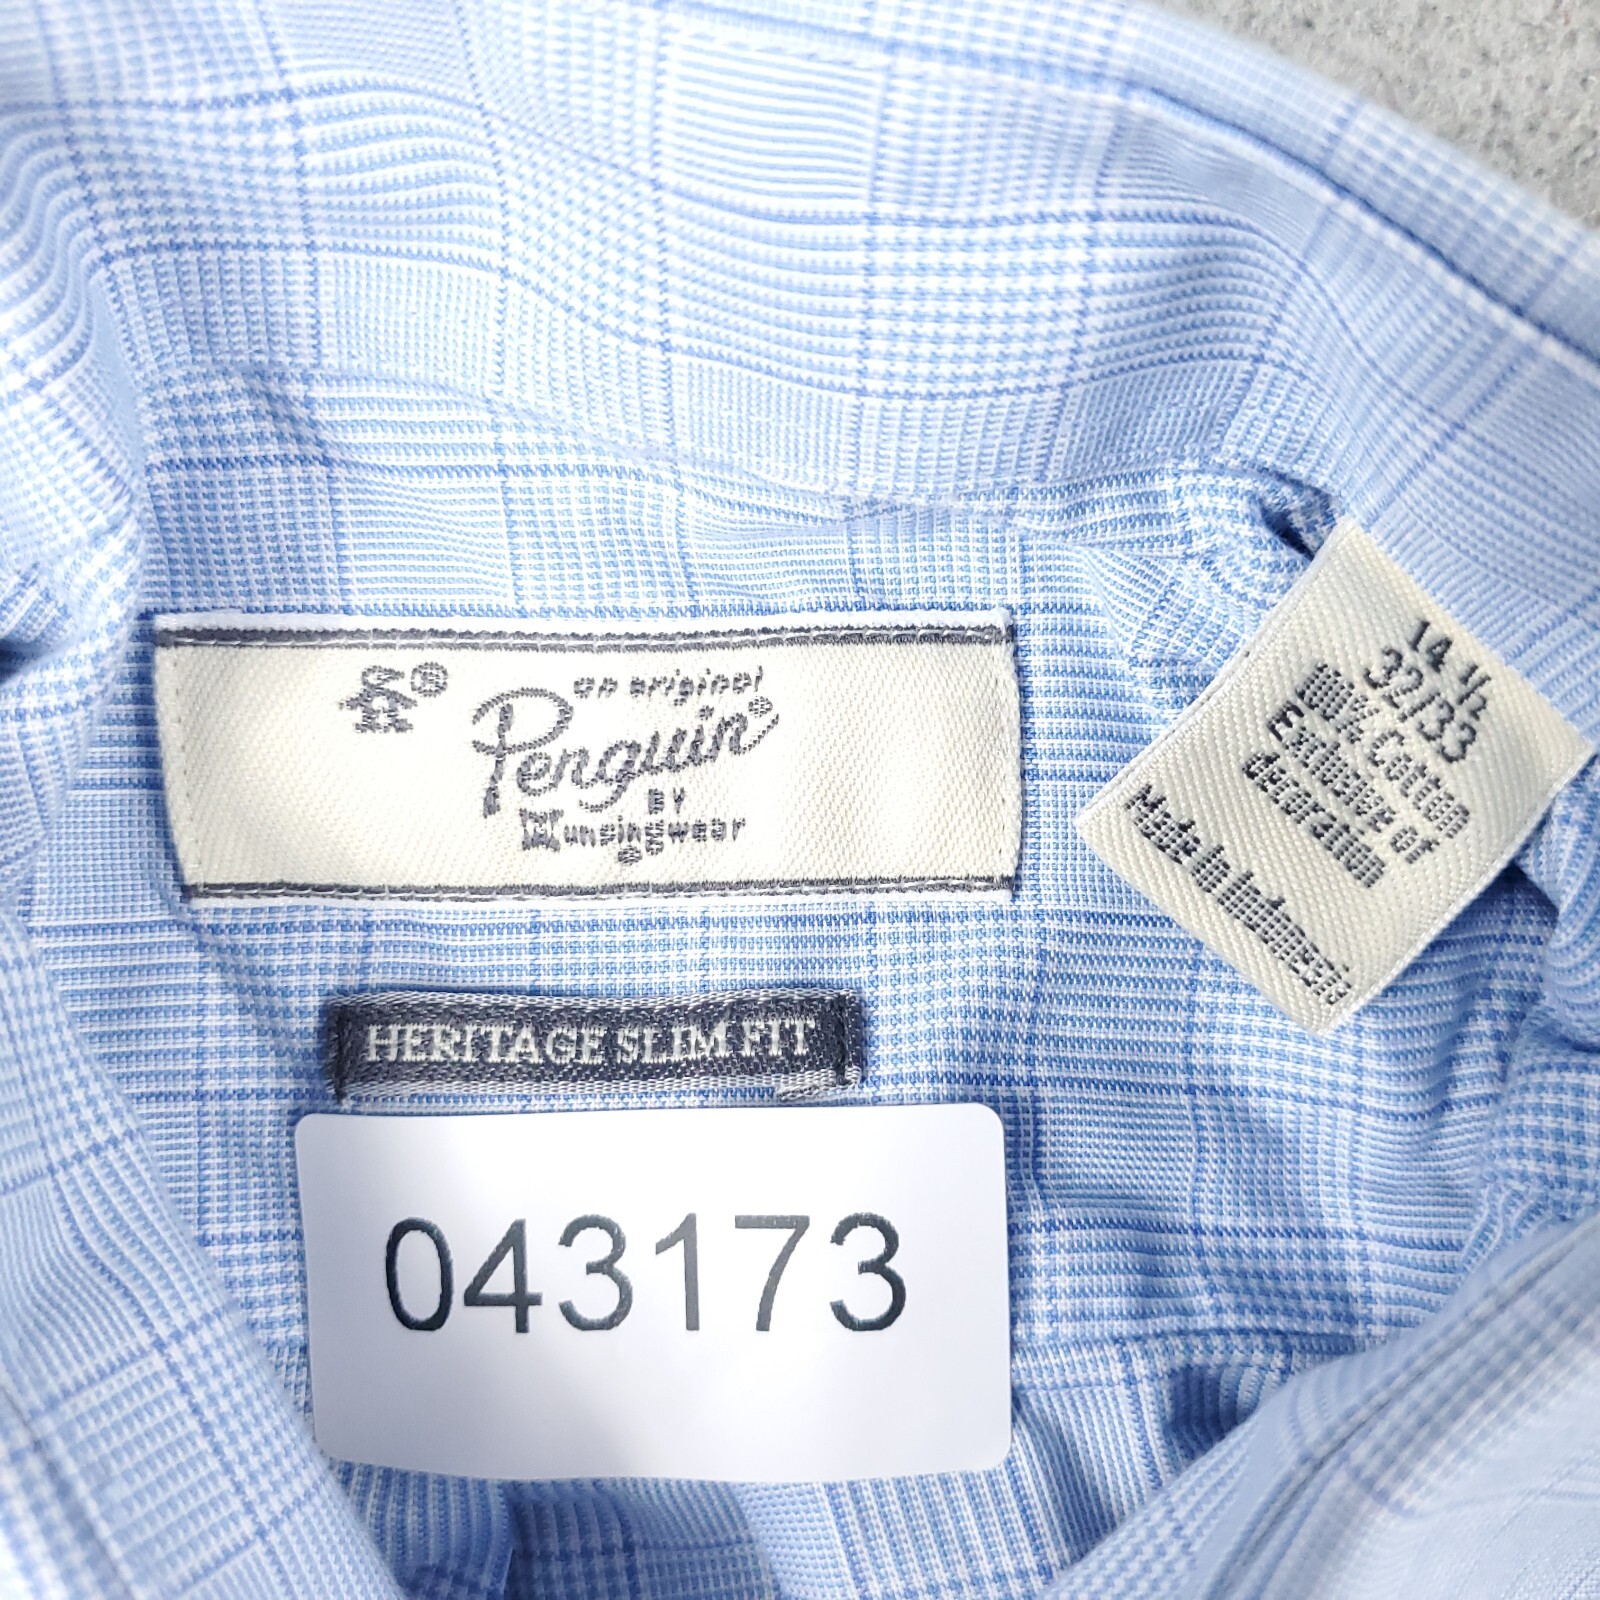 an original
Penguin®
BY
Munsingwear
®
®
14 ½
32/33
100% Cotton
Exclusive of
decoration
Made In Indonesia
HERITAGE SLIM FIT
043173